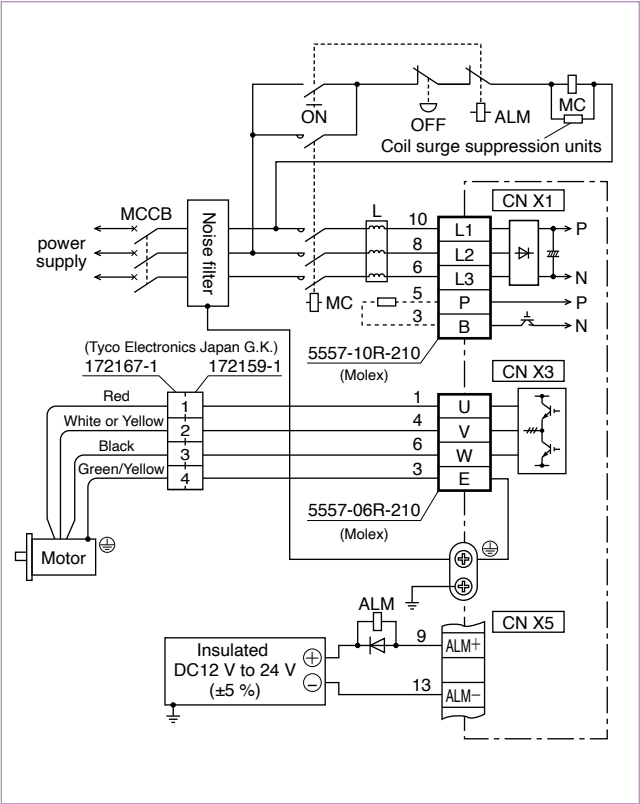 ON
OFF
ALM
MC
Coil surge suppression units
CN X1
MCCB
Noise filter
L
power
supply
10
8
6
5
3
L1
L2
L3
P
B
P
N
P
N
MC
5557-10R-210
(Molex)
(Tyco Electronics Japan G.K.)
172167-1
172159-1
CN X3
Red
White or Yellow
Black
Green/Yellow
1
2
3
4
1
4
6
3
U
V
W
E
5557-06R-210
(Molex)
Motor
ALM
CN X5
Insulated
DC12 V to 24 V
(±5 %)
+
−
9
13
ALM+
ALM−